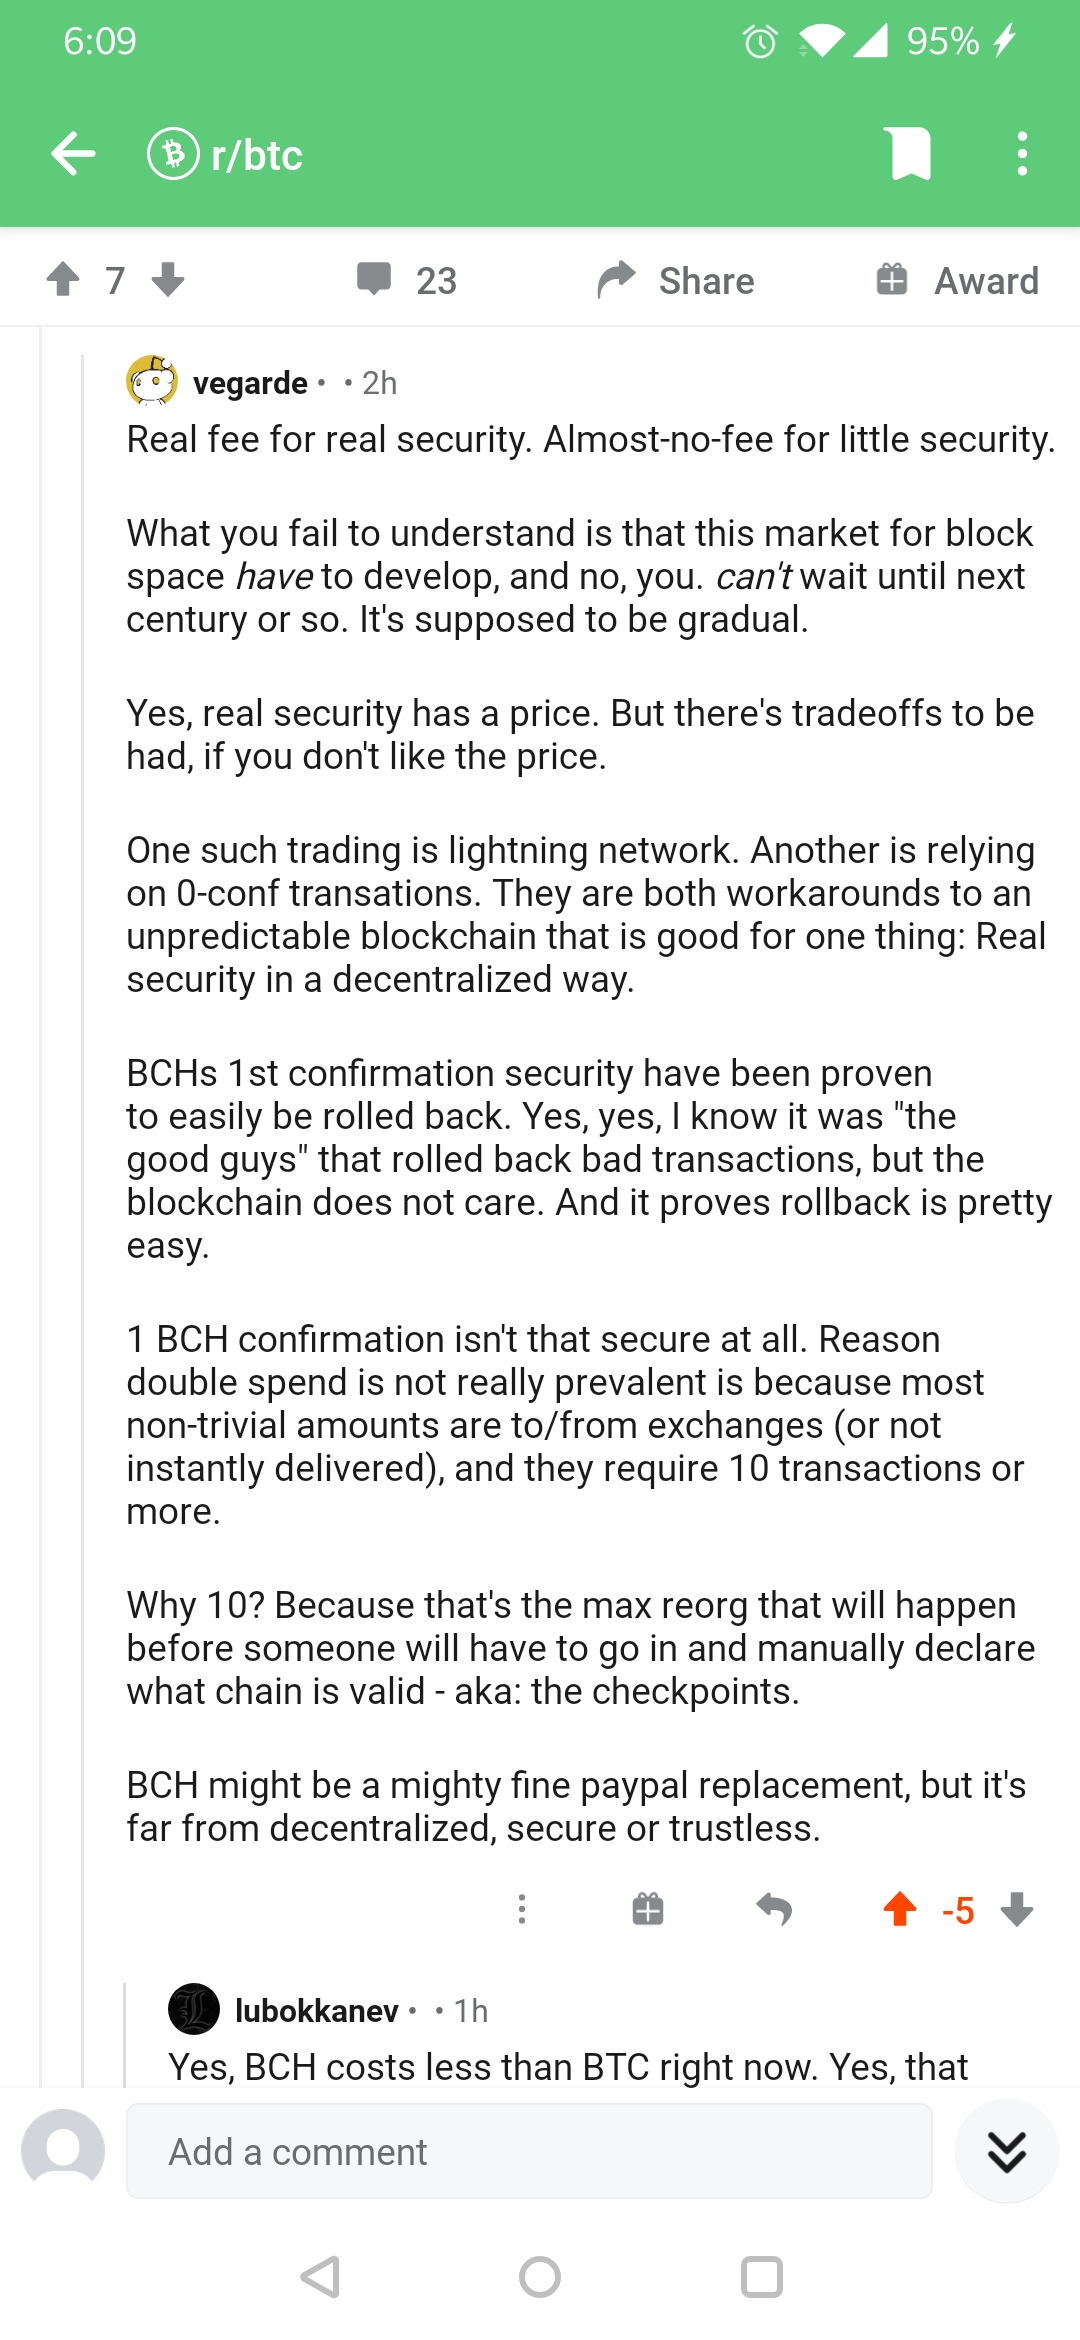 6:09
95%
r/btc
7
23
Share
Award
vegarde • • 2h
Real fee for real security. Almost-no-fee for little security.
What you fail to understand is that this market for block
space have to develop, and no, you. can't wait until next
century or so. It's supposed to be gradual.
Yes, real security has a price. But there's tradeoffs to be
had, if you don't like the price.
One such trading is lightning network. Another is relying
on 0-conf transations. They are both workarounds to an
unpredictable blockchain that is good for one thing: Real
security in a decentralized way.
BCHs 1st confirmation security have been proven
to easily be rolled back. Yes, yes, I know it was "the
good guys" that rolled back bad transactions, but the
blockchain does not care. And it proves rollback is pretty
easy.
1 BCH confirmation isn't that secure at all. Reason
double spend is not really prevalent is because most
non-trivial amounts are to/from exchanges (or not
instantly delivered), and they require 10 transactions or
more.
Why 10? Because that's the max reorg that will happen
before someone will have to go in and manually declare
what chain is valid - aka: the checkpoints.
BCH might be a mighty fine paypal replacement, but it's
far from decentralized, secure or trustless.
-5
lubokkanev • • 1h
Yes, BCH costs less than BTC right now. Yes, that
Add a comment